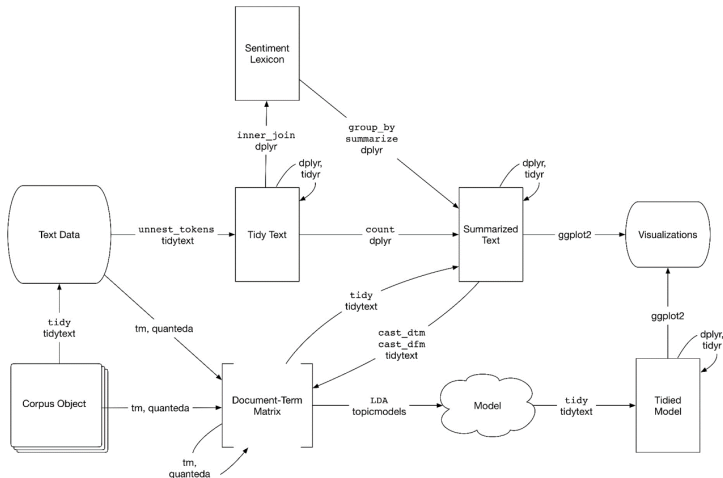 Sentiment
Lexicon
inner_join
dplyr
group_by
summarize
dplyr
dplyr,
tidyr
dplyr,
tidyr
Text Data
unnest_tokens
tidytext
Tidy Text
count
dplyr
Summarized
Text
ggplot2
Visualizations
tidy
tidytext
tm, quanteda
tidy
tidytext
cast_dtm
cast_dfm
tidytext
ggplot2
dplyr,
tidyr
Corpus Object
tm, quanteda
Document-Term
Matrix
LDA
topicmodels
Model
tidy
tidytext
Tidied
Model
tm,
quanteda